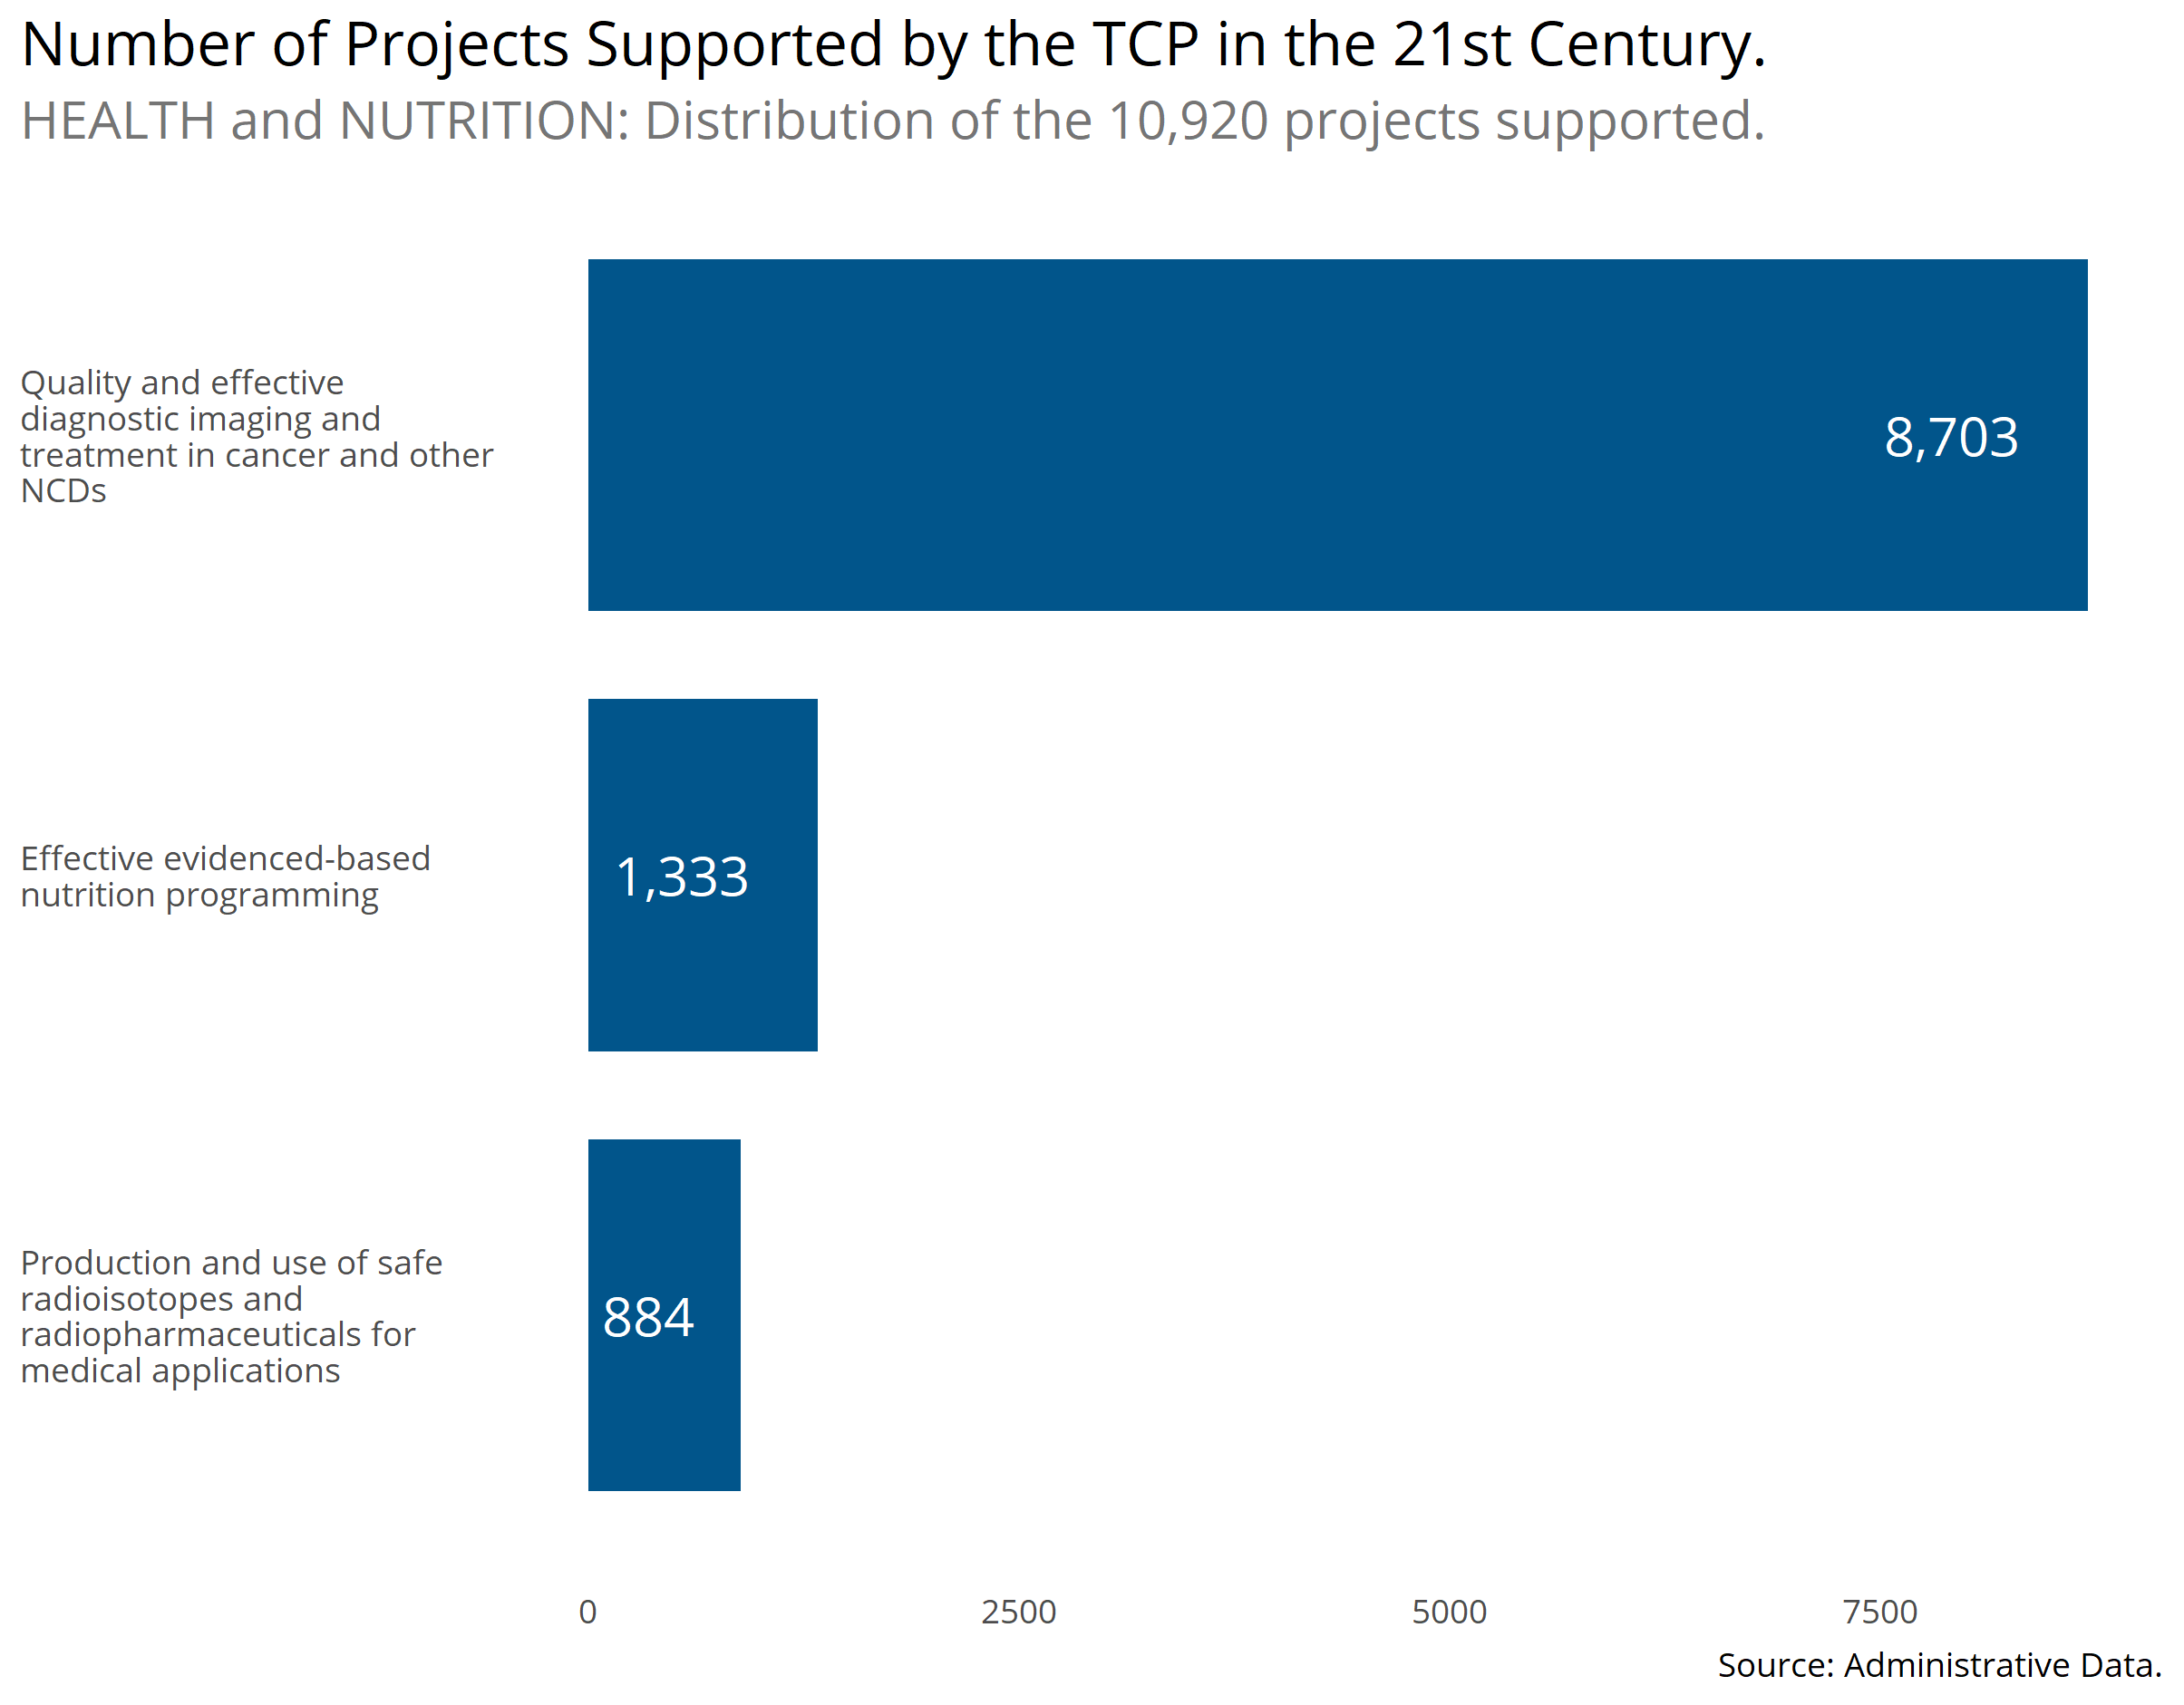 Number of Projects Supported by the TCP in the 21st Century.
HEALTH and NUTRITION: Distribution of the 10,920 projects supported.
Quality and effective
diagnostic imaging and
treatment in cancer and other
NCDs
8,703
Effective evidenced-based
nutrition programming
1,333
Production and use of safe
radioisotopes and
radiopharmaceuticals for
medical applications
884
0 2500 5000 7500
Source: Administrative Data.